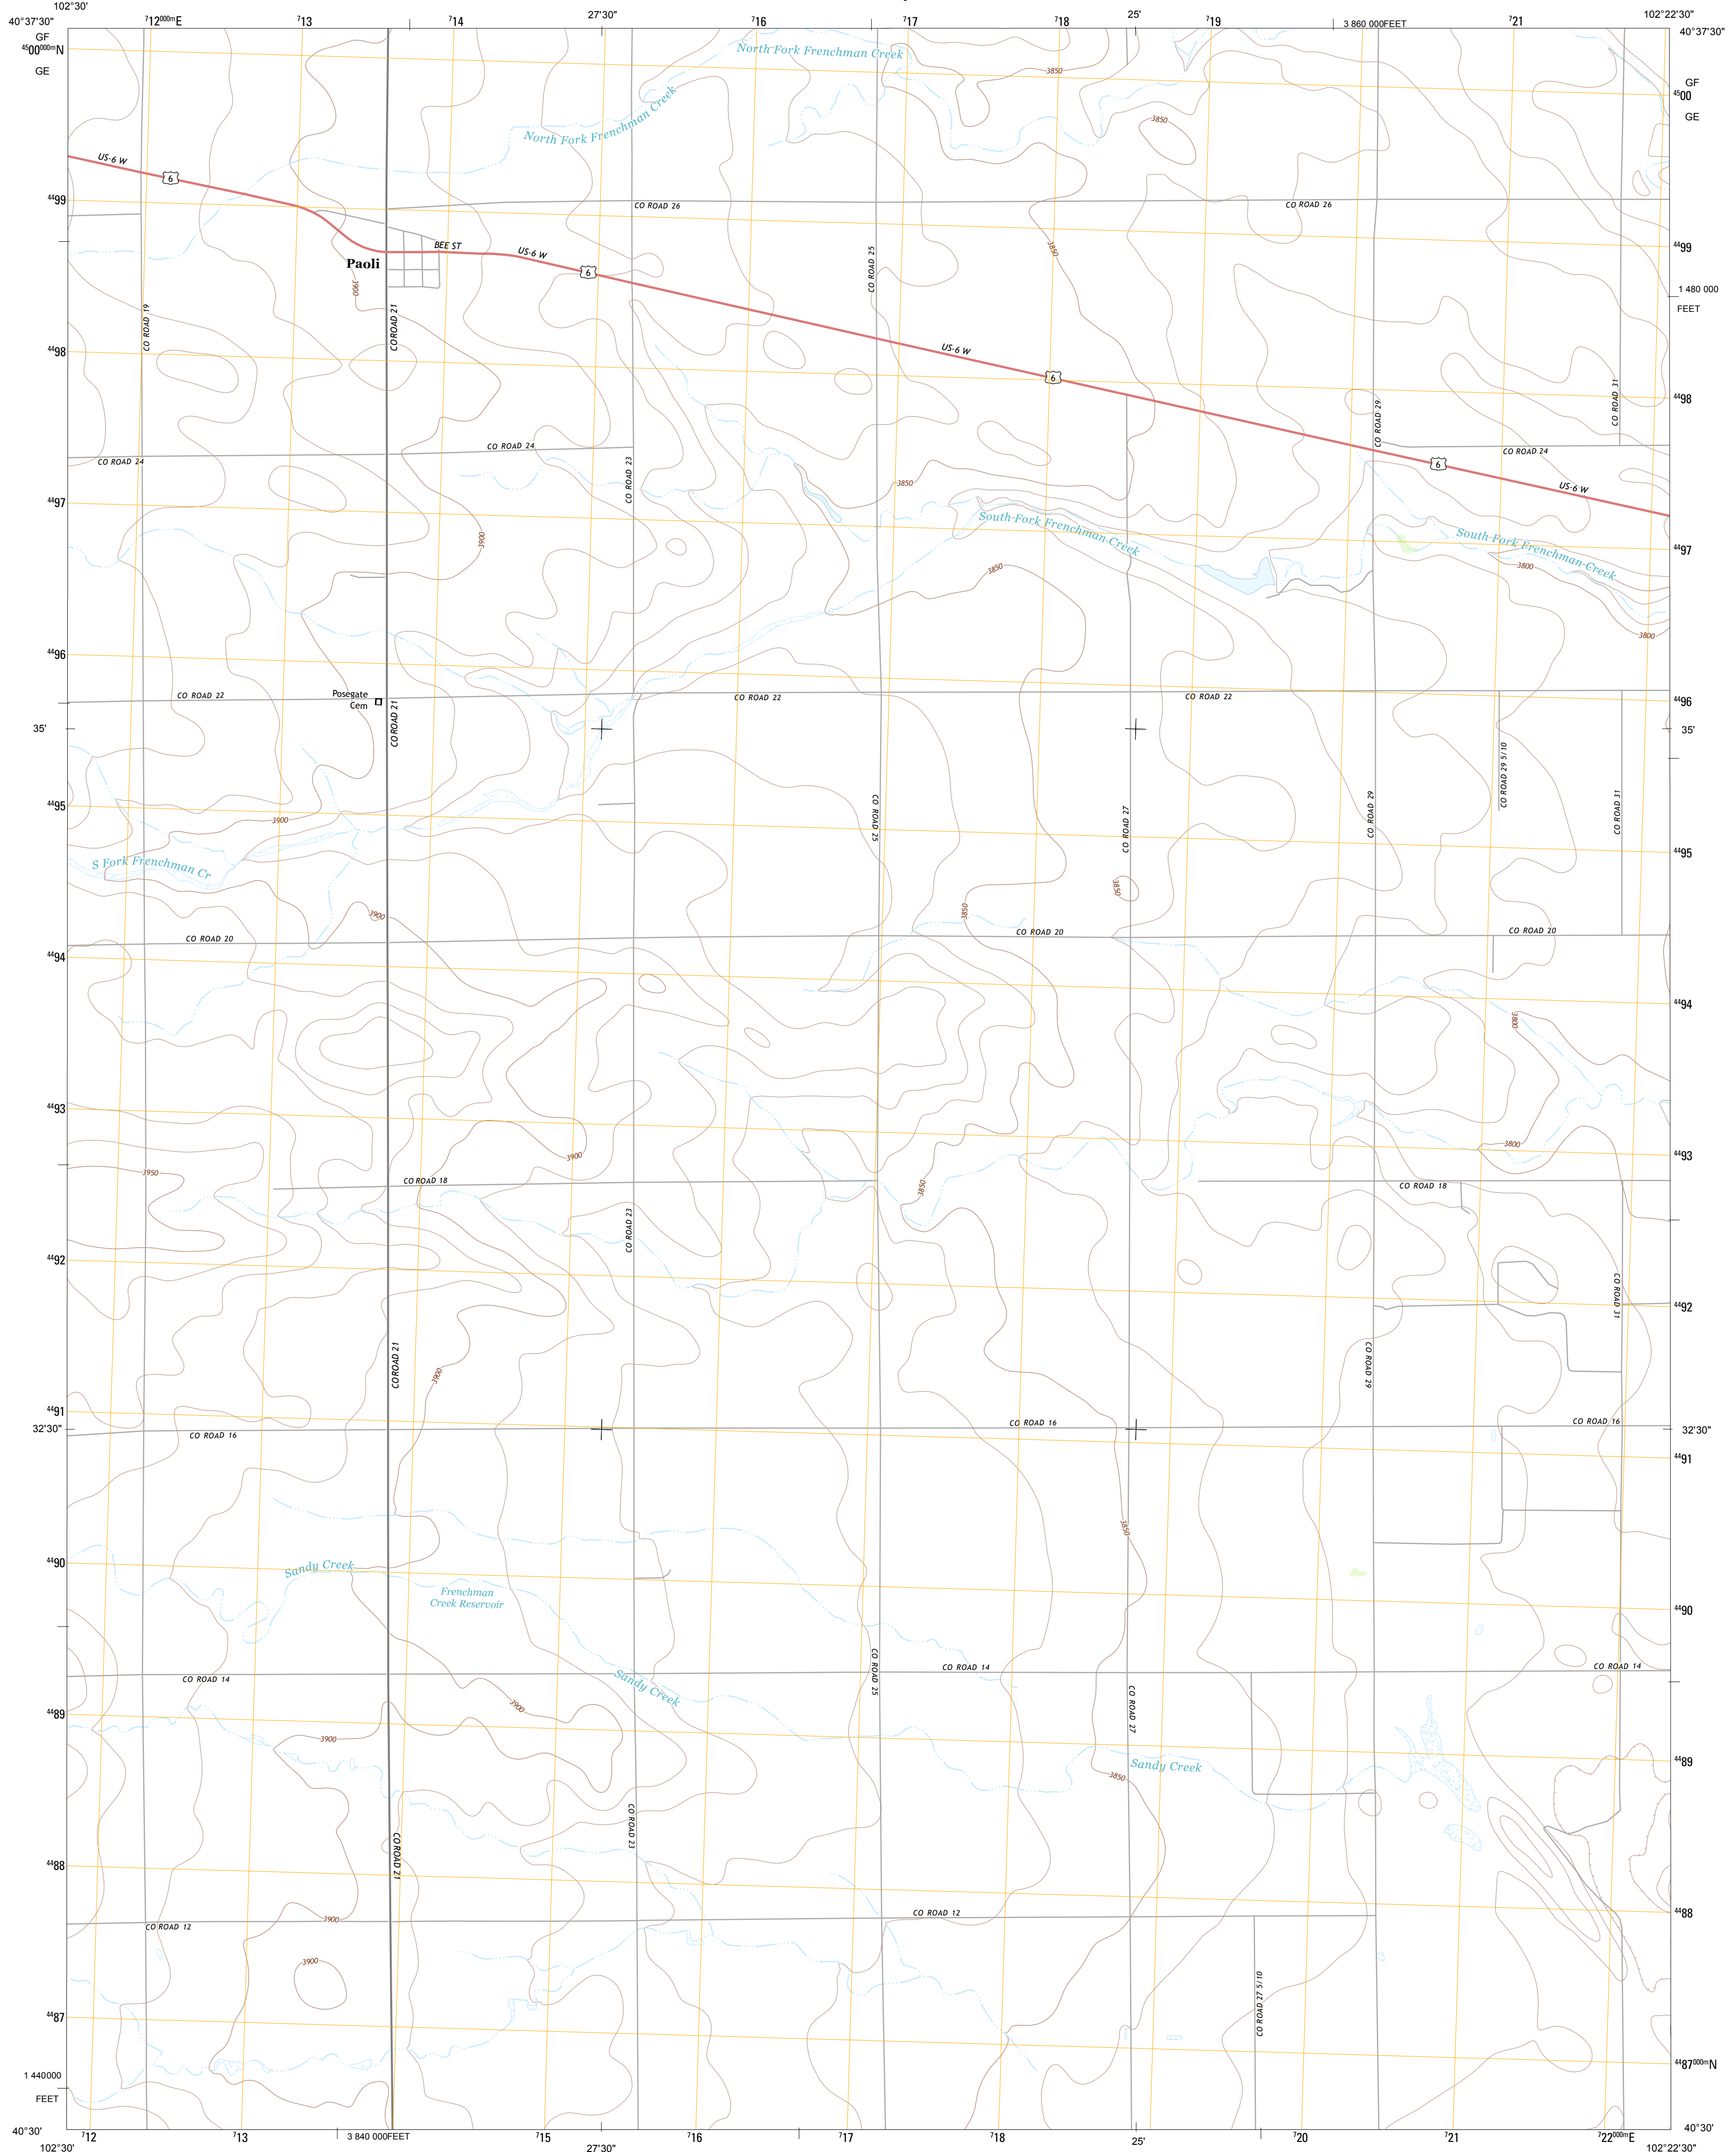 102°30'
⁷12⁰⁰⁰ᵐE
⁷13
⁷14
27'30"
⁷16
⁷17
⁷18
25'
⁷19
3 860 000FEET
⁷21
102°22'30"
40°37'30"
40°37'30"
GF
⁴⁵00⁰⁰⁰ᵐN
GE
GF
⁴⁵00
GE
North Fork Frenchman Creek
3850
North Fork Frenchman Creek
3850
US-6 W
6
⁴⁴99
CO ROAD 26
CO ROAD 26
BEE ST
US-6 W
Paoli
6
3900
3850
CO ROAD 25
⁴⁴99
1 480 000
FEET
CO ROAD 19
CO ROAD 21
⁴⁴98
US-6 W
6
⁴⁴98
CO ROAD 29
CO ROAD 31
CO ROAD 24
CO ROAD 24
CO ROAD 24
6
CO ROAD 23
3850
US-6 W
⁴⁴97
South Fork Frenchman Creek
South Fork Frenchman Creek
3900
⁴⁴97
3850
3800
3800
⁴⁴96
CO ROAD 22
Posegate
Cem
CO ROAD 22
CO ROAD 22
⁴⁴96
CO ROAD 21
35'
35'
CO ROAD 29 5/10
⁴⁴95
3900
CO ROAD 25
CO ROAD 27
CO ROAD 29
CO ROAD 31
⁴⁴95
S Fork Frenchman Cr
3850
3900
3850
CO ROAD 20
CO ROAD 20
CO ROAD 20
⁴⁴94
⁴⁴94
3800
⁴⁴93
3800
3900
⁴⁴93
3950
CO ROAD 18
3850
CO ROAD 18
CO ROAD 23
⁴⁴92
CO ROAD 31
⁴⁴92
CO ROAD 21
3900
CO ROAD 29
⁴⁴91
32'30"
CO ROAD 16
CO ROAD 16
CO ROAD 16
32'30"
⁴⁴91
3850
⁴⁴90
Sandy Creek
Frenchman
Creek Reservoir
⁴⁴90
CO ROAD 14
Sandy Creek
CO ROAD 25
CO ROAD 14
CO ROAD 14
3900
CO ROAD 27
⁴⁴89
3900
Sandy Creek
3850
⁴⁴89
CO ROAD 23
CO ROAD 21
⁴⁴88
CO ROAD 12
3900
CO ROAD 12
⁴⁴88
3900
CO ROAD 27 5/10
⁴⁴87
⁴⁴87⁰⁰⁰ᵐN
1 440000
FEET
40°30'
40°30'
⁷12
⁷13
3 840 000FEET
⁷15
⁷16
⁷17
⁷18
25'
⁷20
⁷21
⁷22⁰⁰⁰ᵐE
102°30'
27'30"
102°22'30"